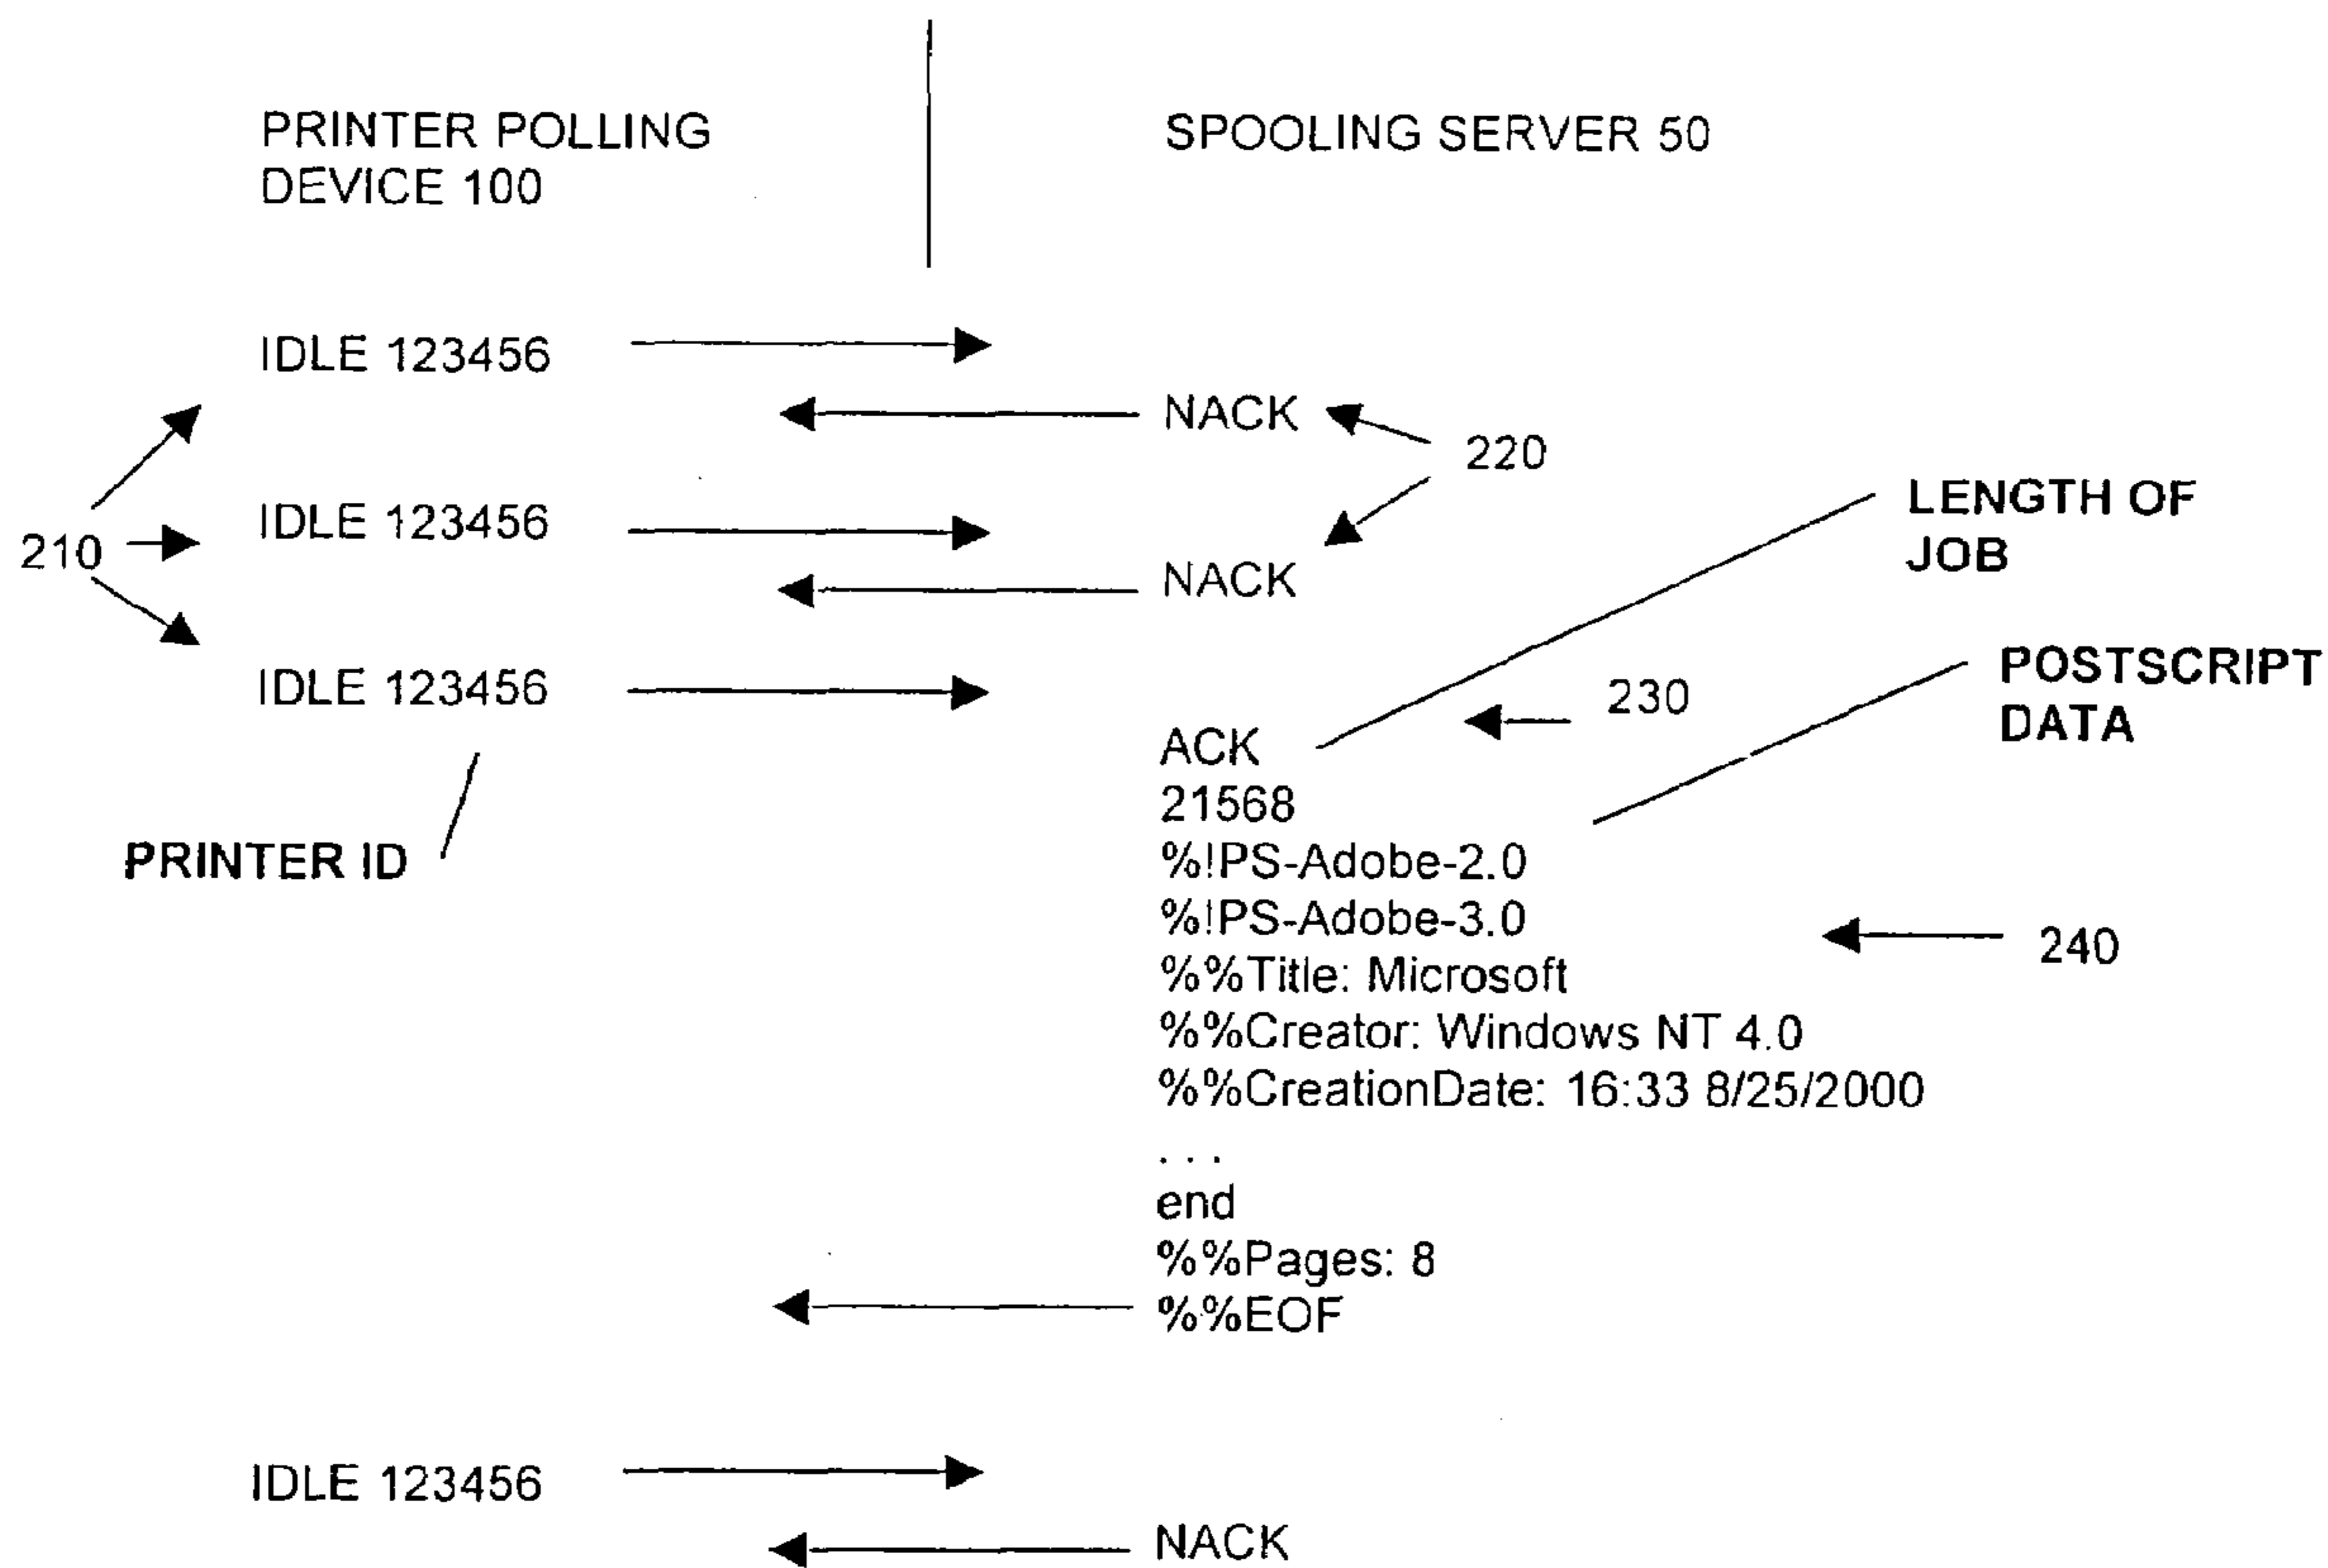 PRINTER POLLING
DEVICE 100
SPOOLING SERVER 50
IDLE 123456
NACK
220
IDLE 123456
210
NACK
LENGTH OF
JOB
IDLE 123456
230
POSTSCRIPT
DATA
ACK
21568
PRINTER ID
%!PS-Adobe-2.0
%!PS-Adobe-3.0
240
%%Title: Microsoft
%%Creator: Windows NT 4.0
%%CreationDate: 16:33 8/25/2000
. . .
end
%%Pages: 8
%%EOF
IDLE 123456
NACK